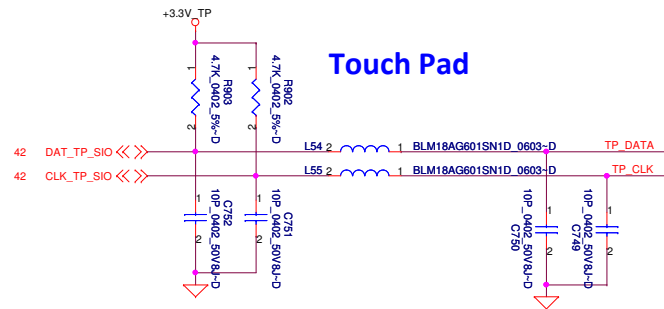 +3.3V_TP
Touch Pad
1
1
4.7K_0402_5%~D
R903
4.7K_0402_5%~D
R902
2
2
42 DAT_TP_SIO
L54 2
1 BLM18AG601SN1D_0603~D
TP_DATA
42 CLK_TP_SIO
L55 2
1 BLM18AG601SN1D_0603~D
TP_CLK
1
1
10P_0402_50V8J~D
C752
10P_0402_50V8J~D
C751
2
2
1
1
10P_0402_50V8J~D
C750
10P_0402_50V8J~D
C749
2
2